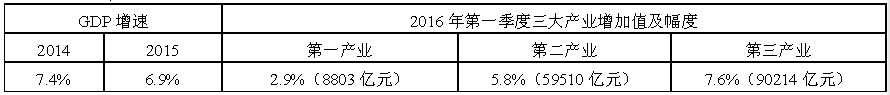 GDP 增速 2016 年第一季度三大产业增加值及幅度
2014 2015 第一产业 第二产业 第三产业
7.4% 6.9% 2.9%（8803 亿元） 5.8%（59510 亿元） 7.6%（90214 亿元）